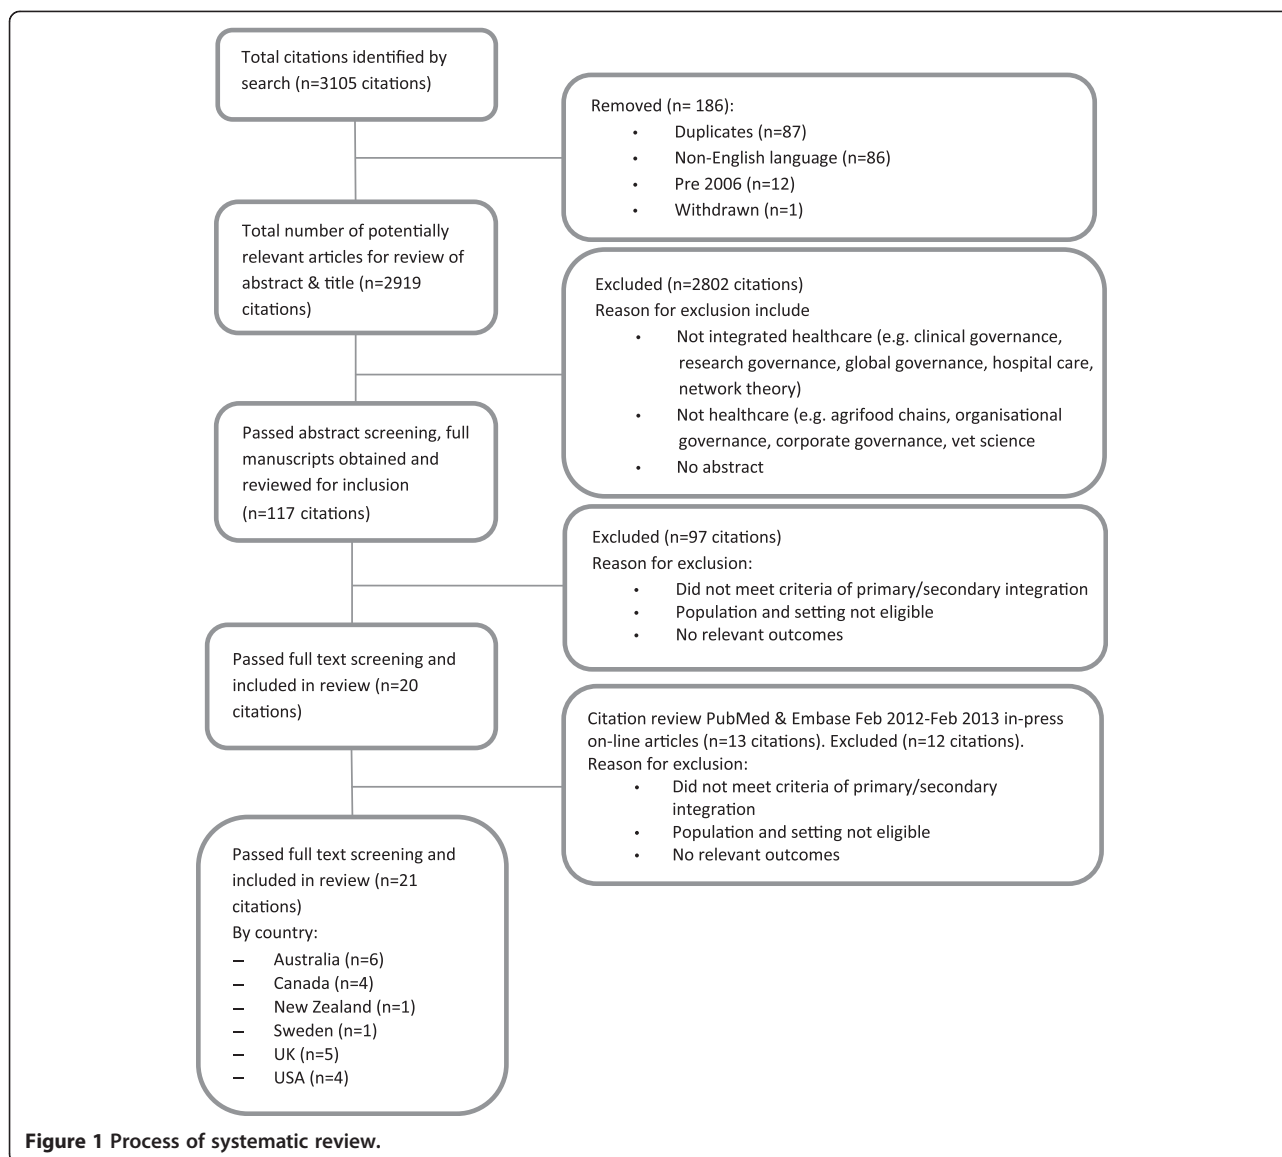 Total citations identified by
search (n=3105 citations)
Removed (n= 186):
• Duplicates (n=87)
• Non-English language (n=86)
• Pre 2006 (n=12)
• Withdrawn (n=1)
Total number of potentially
relevant articles for review of
abstract & title (n=2919
citations)
Excluded (n=2802 citations)
Reason for exclusion include
• Not integrated healthcare (e.g. clinical governance,
research governance, global governance, hospital care,
network theory)
• Not healthcare (e.g. agrifood chains, organisational
governance, corporate governance, vet science
• No abstract
Passed abstract screening, full
manuscripts obtained and
reviewed for inclusion
(n=117 citations)
Excluded (n=97 citations)
Reason for exclusion:
• Did not meet criteria of primary/secondary integration
• Population and setting not eligible
• No relevant outcomes
Passed full text screening and
included in review (n=20
citations)
Citation review PubMed & Embase Feb 2012-Feb 2013 in-press
on-line articles (n=13 citations). Excluded (n=12 citations).
Reason for exclusion:
• Did not meet criteria of primary/secondary
integration
• Population and setting not eligible
• No relevant outcomes
Passed full text screening and
included in review (n=21
citations)
By country:
– Australia (n=6)
– Canada (n=4)
– New Zealand (n=1)
– Sweden (n=1)
– UK (n=5)
– USA (n=4)
Figure 1 Process of systematic review.